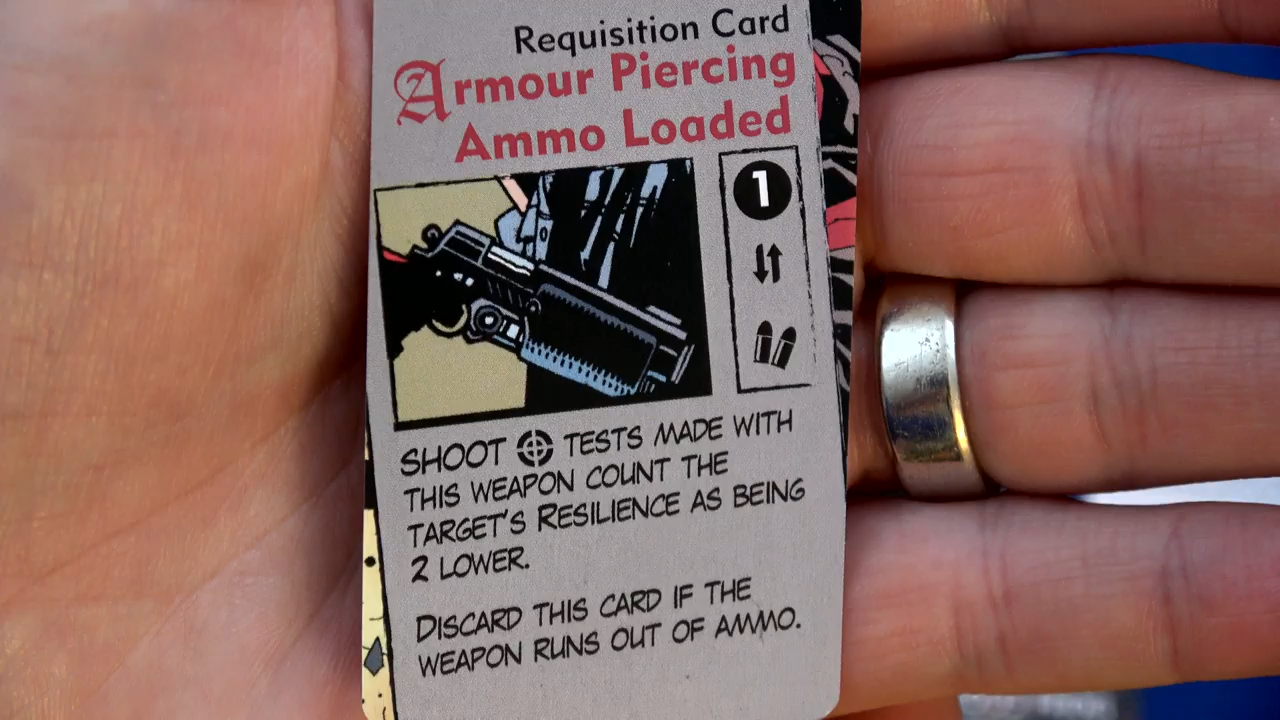 Requisition Card
Armour Piercing
Ammo Loaded
1
SHOOT TESTS MADE WITH
THIS WEAPON COUNT THE
TARGET'S RESILIENCE AS BEING
2 LOWER.
DISCARD THIS CARD IF THE
WEAPON RUNS OUT OF AMMO.